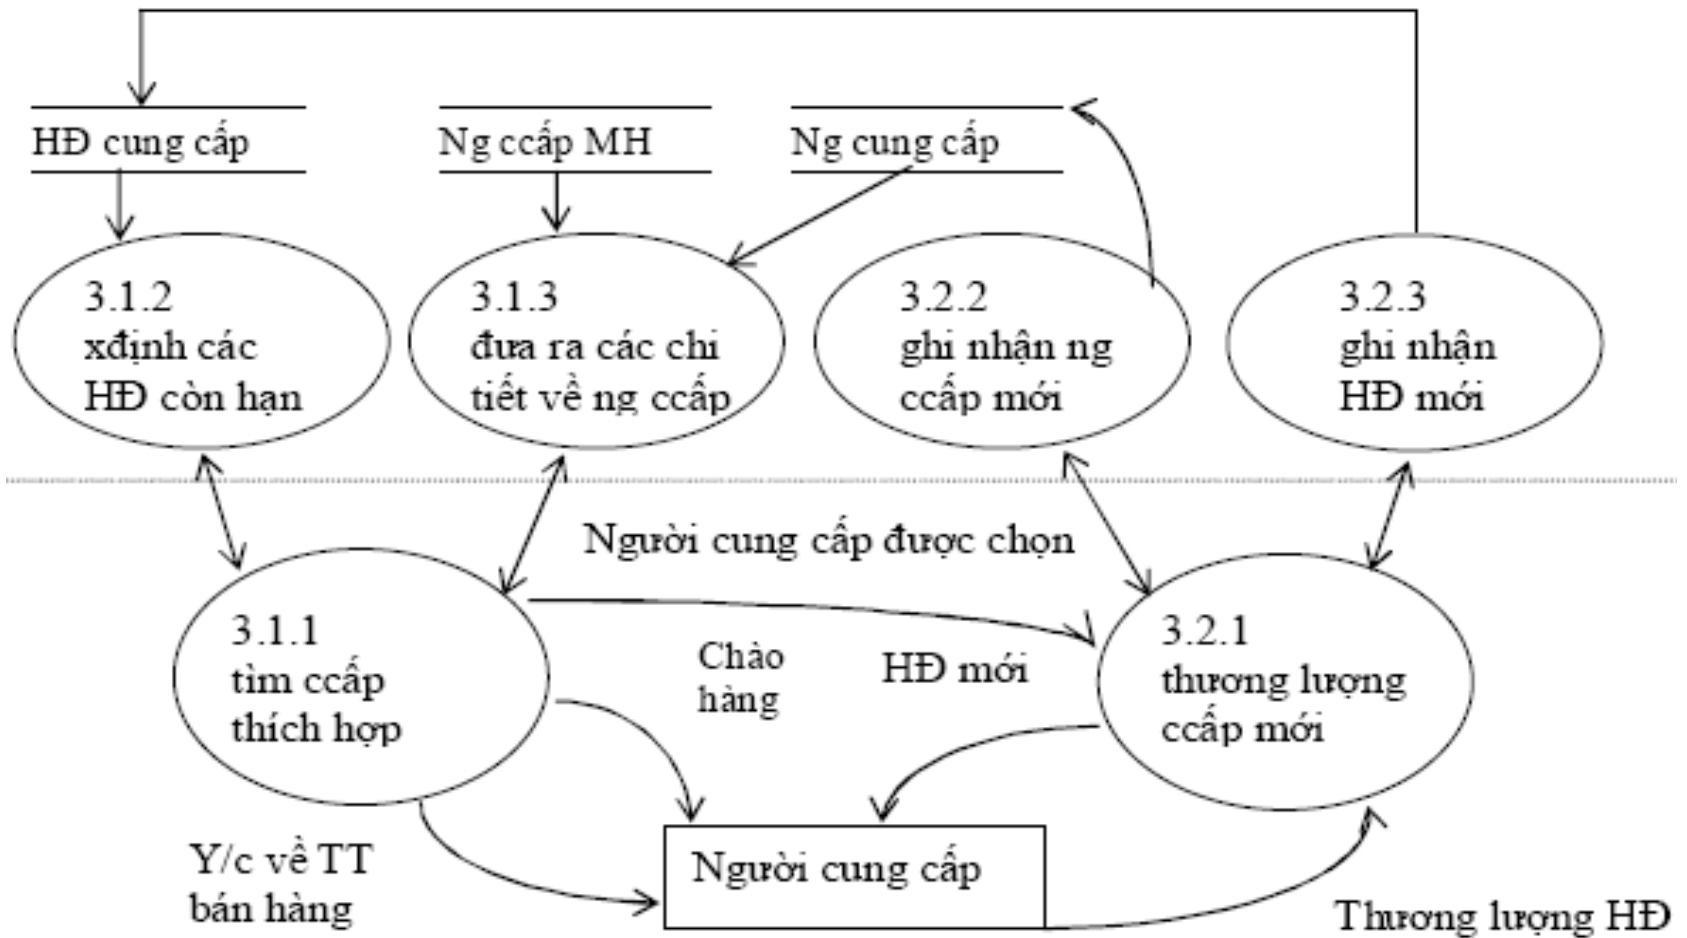 HĐ cung cấp
Ng ccấp MH
Ng cung cấp
3.1.2
xđịnh các
HĐ còn hạn
3.1.3
đưa ra các chi
tiết về ng ccấp
3.2.2
ghi nhận ng
ccấp mới
3.2.3
ghi nhận
HĐ mới
Người cung cấp được chọn
3.1.1
tìm ccấp
thích hợp
Chào
hàng
HĐ mới
3.2.1
thương lượng
ccấp mới
Y/c về TT
bán hàng
Người cung cấp
Thương lượng HĐ